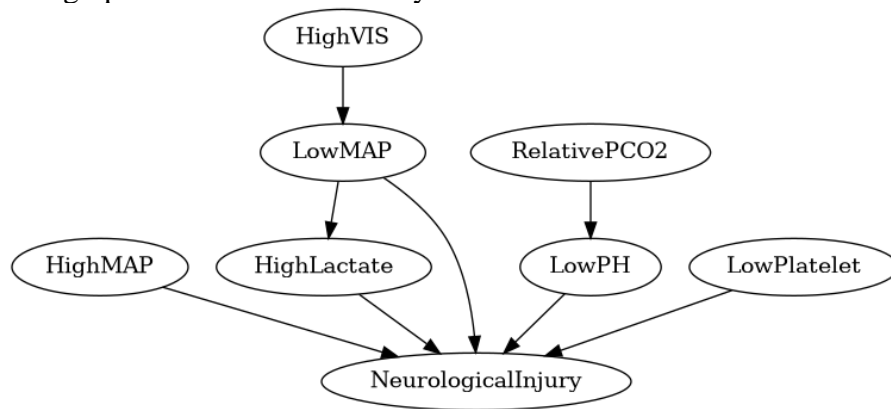 HighVIS
LowMAP RelativePCO2
HighMAP HighLactate LowPH LowPlatelet
NeurologicalInjury